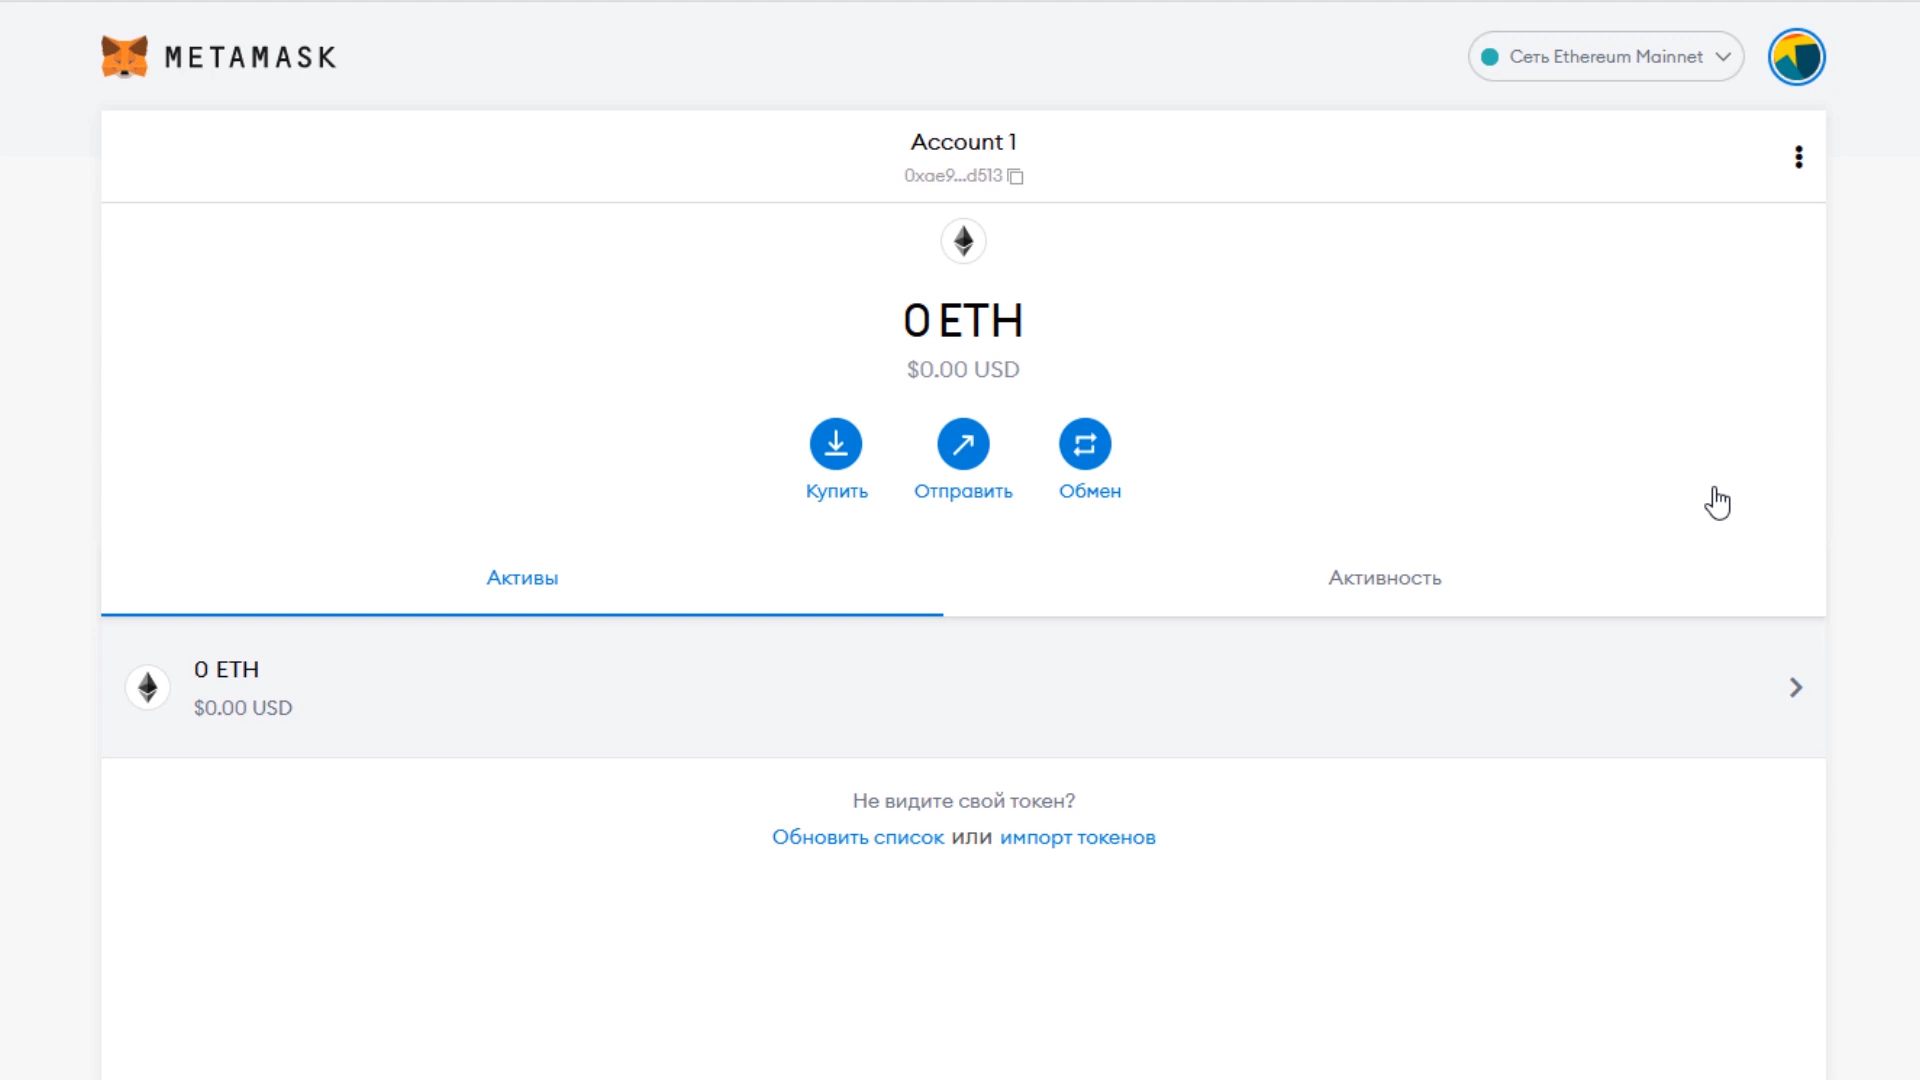 METAMASK
Сеть Ethereum Mainnet
Account 1
0xae9...d513
0 ETH
$0.00 USD
Купить
Отправить
Обмен
Активы
Активность
0 ETH
$0.00 USD
Не видите свой токен?
Обновить список или импорт токенов